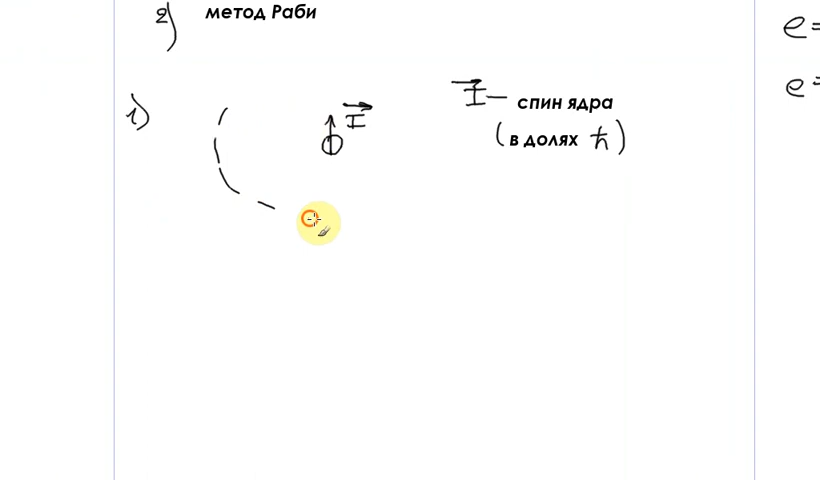 2) метод Раби
e=
e=
1)
I
I — спин ядра
(в долях ħ)